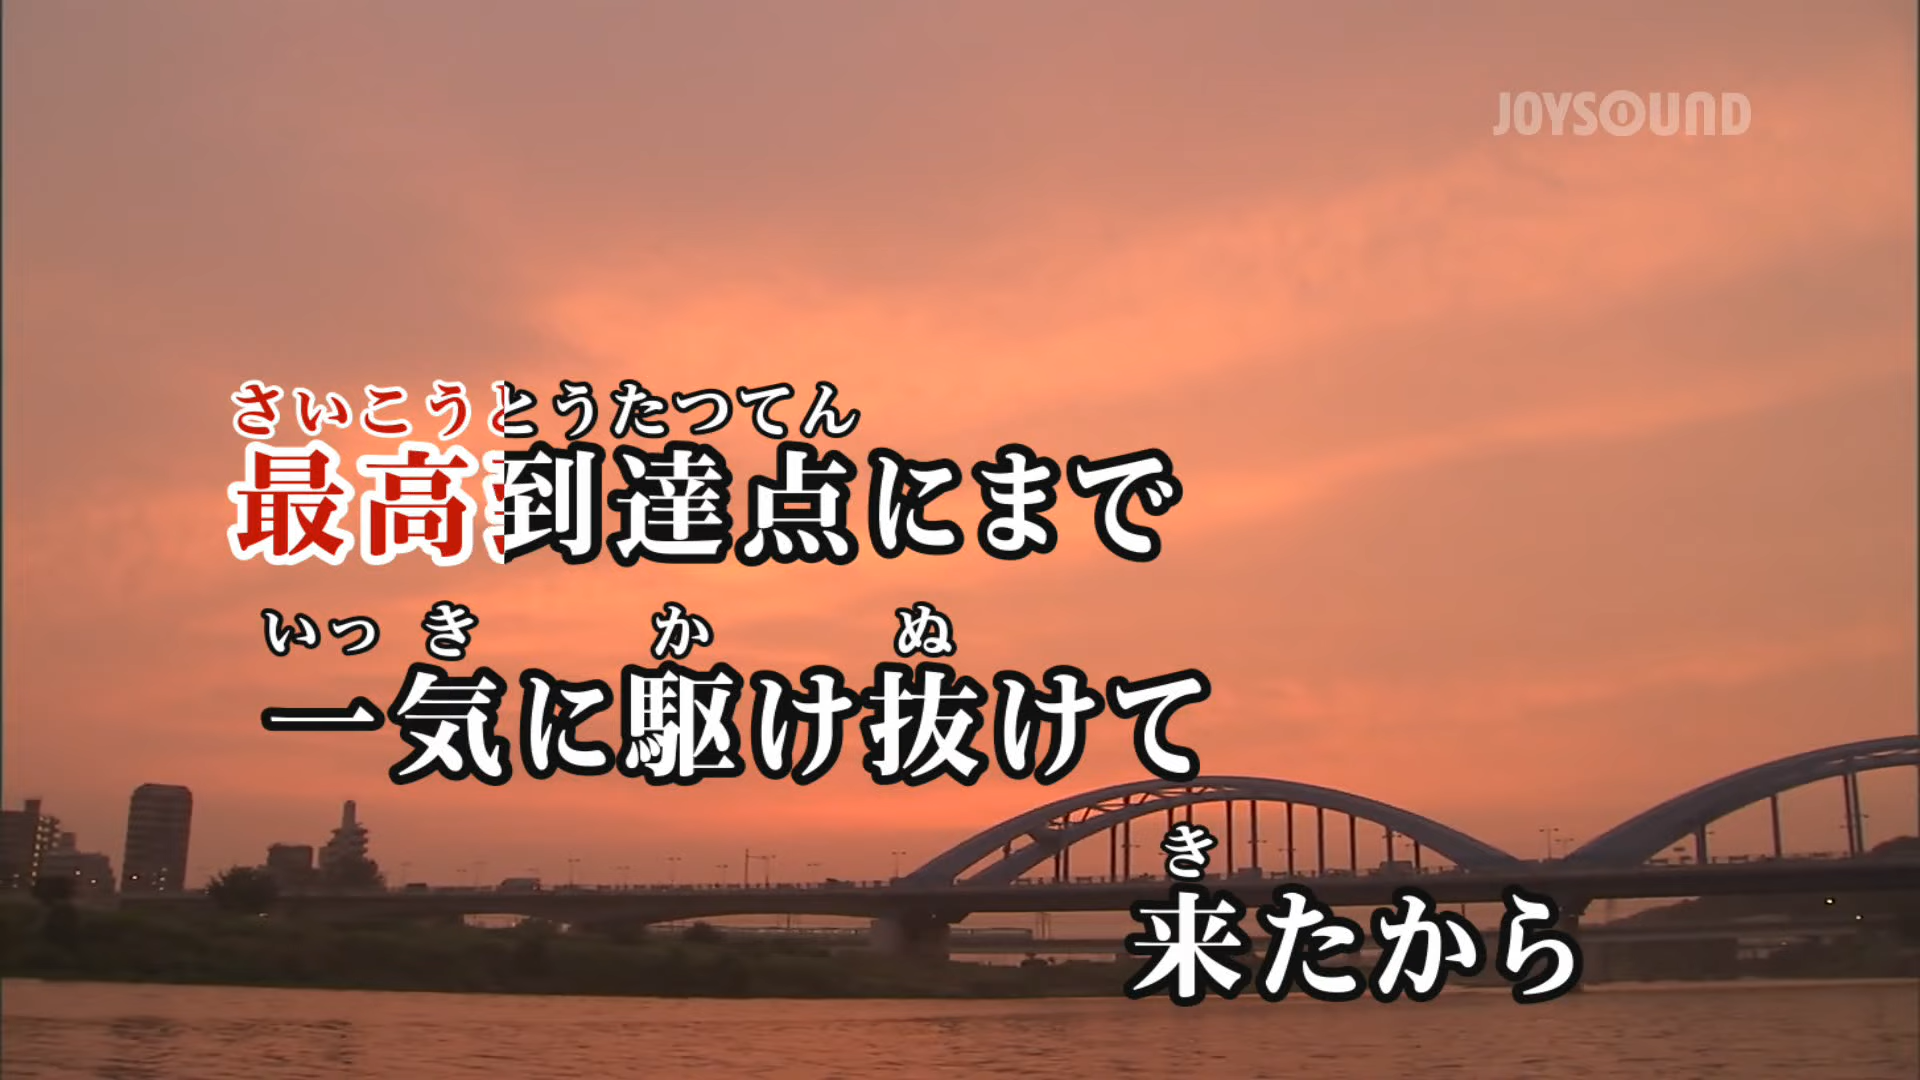 JOYSOUND
さいこうとうたつてん
最高到達点にまで
いっ き か ぬ
一気に駆け抜けて
き
来たから